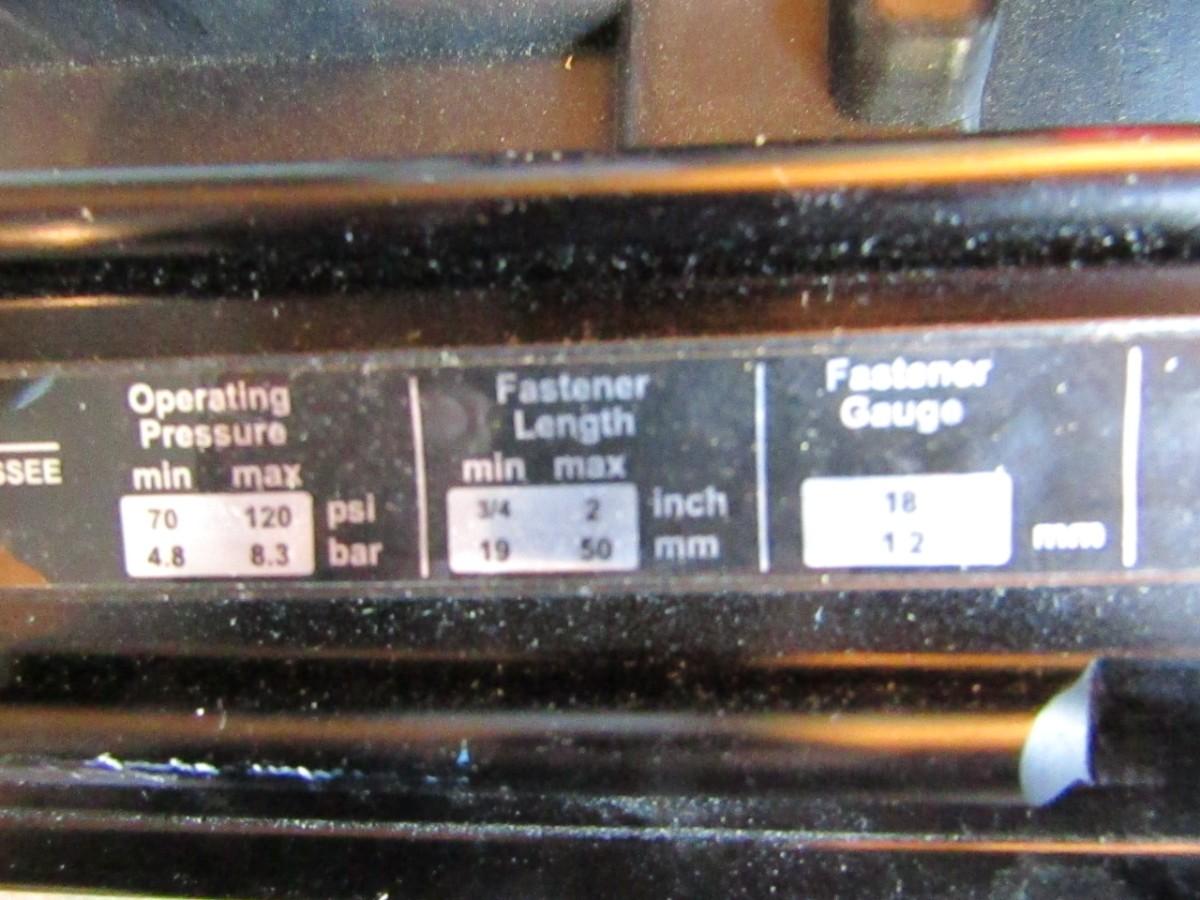 SSEE
Operating
Pressure
min max
70 120 psi
4.8 8.3 bar
Fastener
Length
min max
3/4 2 inch
19 50 mm
Fastener
Gauge
18
1.2 mm